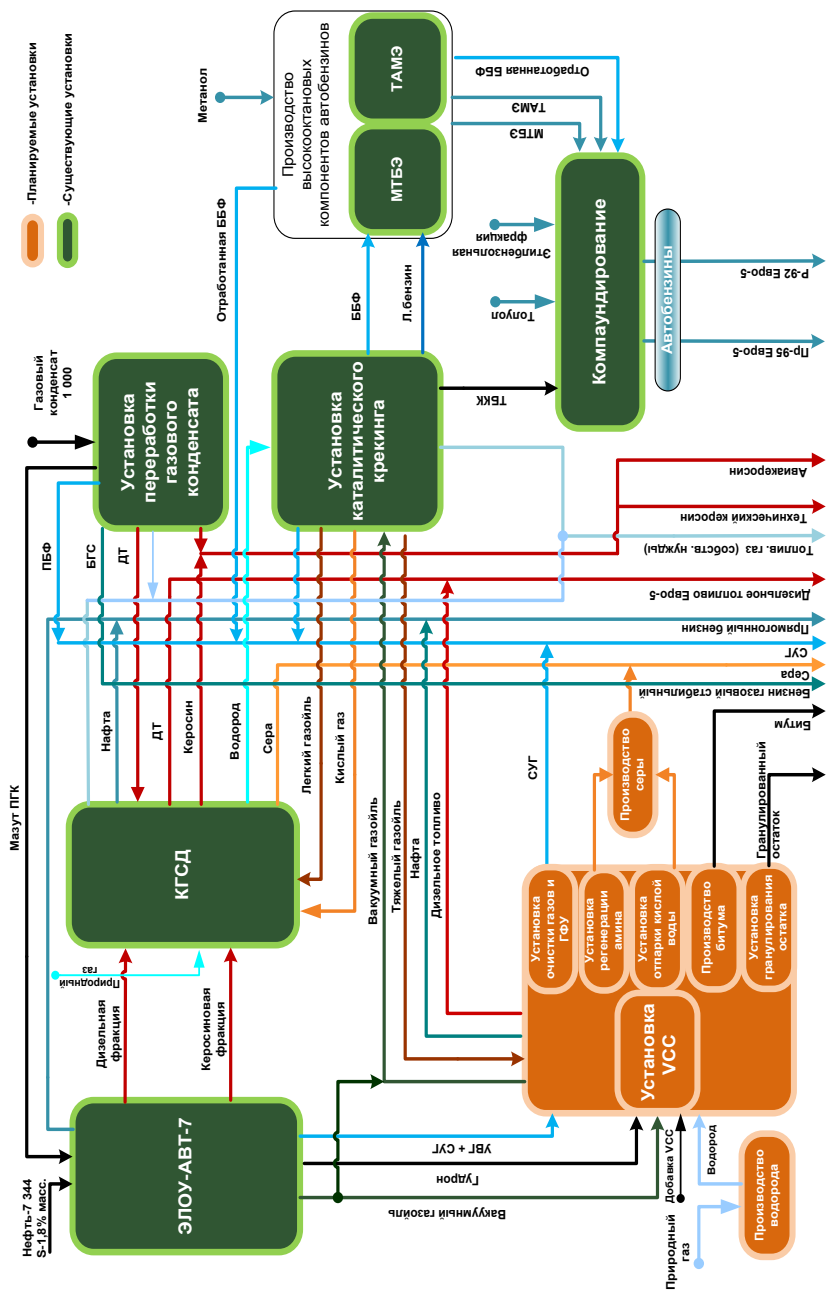 -Планируемые установки
-Существующие установки
Нефть-7 344
S-1,8% масс.
ЭЛОУ-АВТ-7
Мазут ПГК
Дизельная
фракция
Природный
газ
Керосиновая
фракция
КГСД
Нафта
ДТ
Керосин
Водород
Сера
Легкий газойль
Кислый газ
ПБФ
БГС
ДТ
Газовый
конденсат
1 000
Установка
переработки
газового
конденсата
Отработанная ББФ
Метанол
Производство
высокооктановых
компонентов автобензинов
МТБЭ
ТАМЭ
Установка
каталитического
крекинга
ББФ
Л.бензин
ТБКК
МТБЭ
ТАМЭ
Отработанная ББФ
Толуол
Этилбензольная
фракция
Компаундирование
Автобензины
Пр-95 Евро-5
Р-92 Евро-5
Вакуумный газойль
Тяжелый газойль
Нафта
Дизельное топливо
УВГ + СУГ
Гудрон
Вакуумный газойль
Добавка VCC
Водород
Природный
газ
Производство
водорода
Установка
VCC
Установка
очистки газов и
ГФУ
Установка
регенерации
амина
Установка
отпарки кислой
воды
Производство
битума
Установка
гранулирования
остатка
СУГ
Производство
серы
Гранулированный
остаток
Битум
Бензин газовый стабильный
Сера
СУГ
Прямогонный бензин
Дизельное топливо Евро-5
Топлив. газ (собств. нужды)
Технический керосин
Авиакеросин